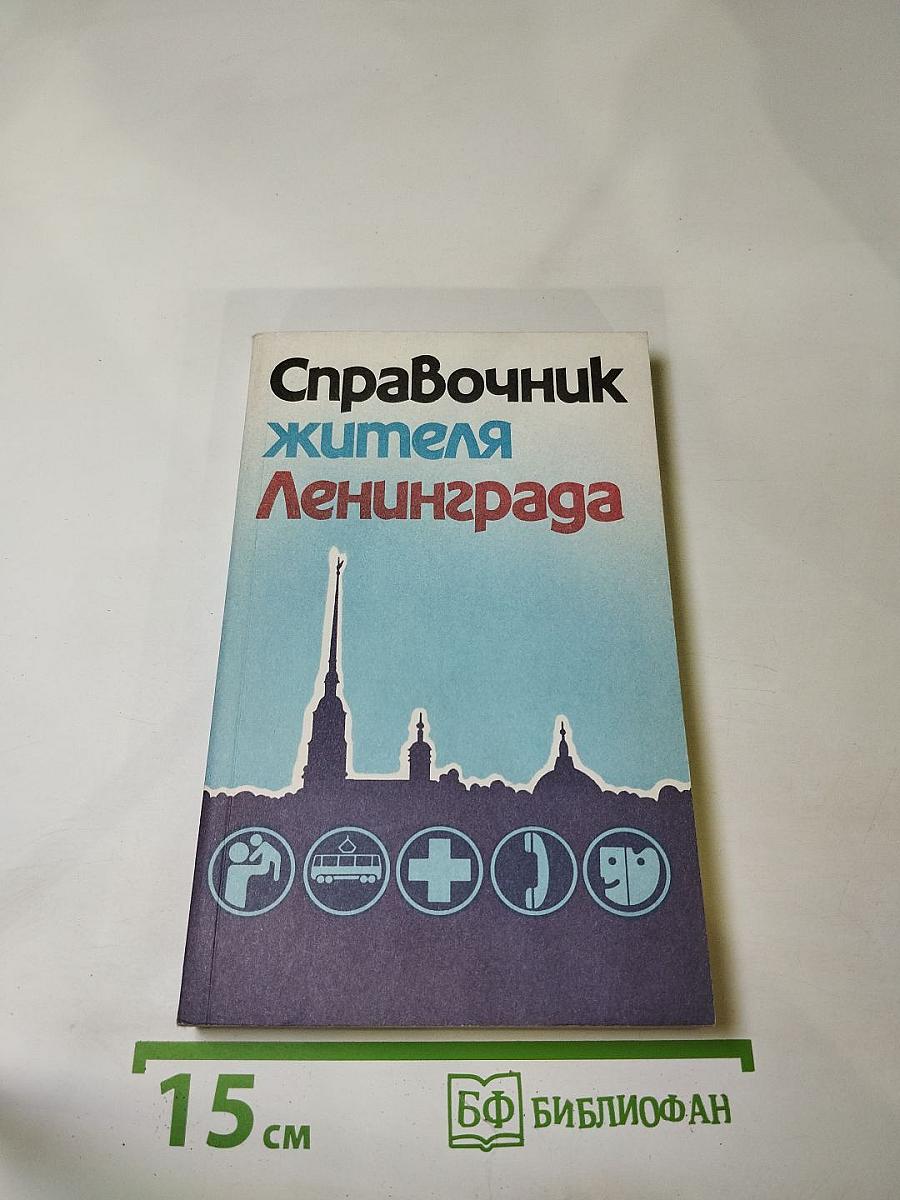 Справочник
жителя
Ленинграда
15 см
БФ БИБЛИОФАН